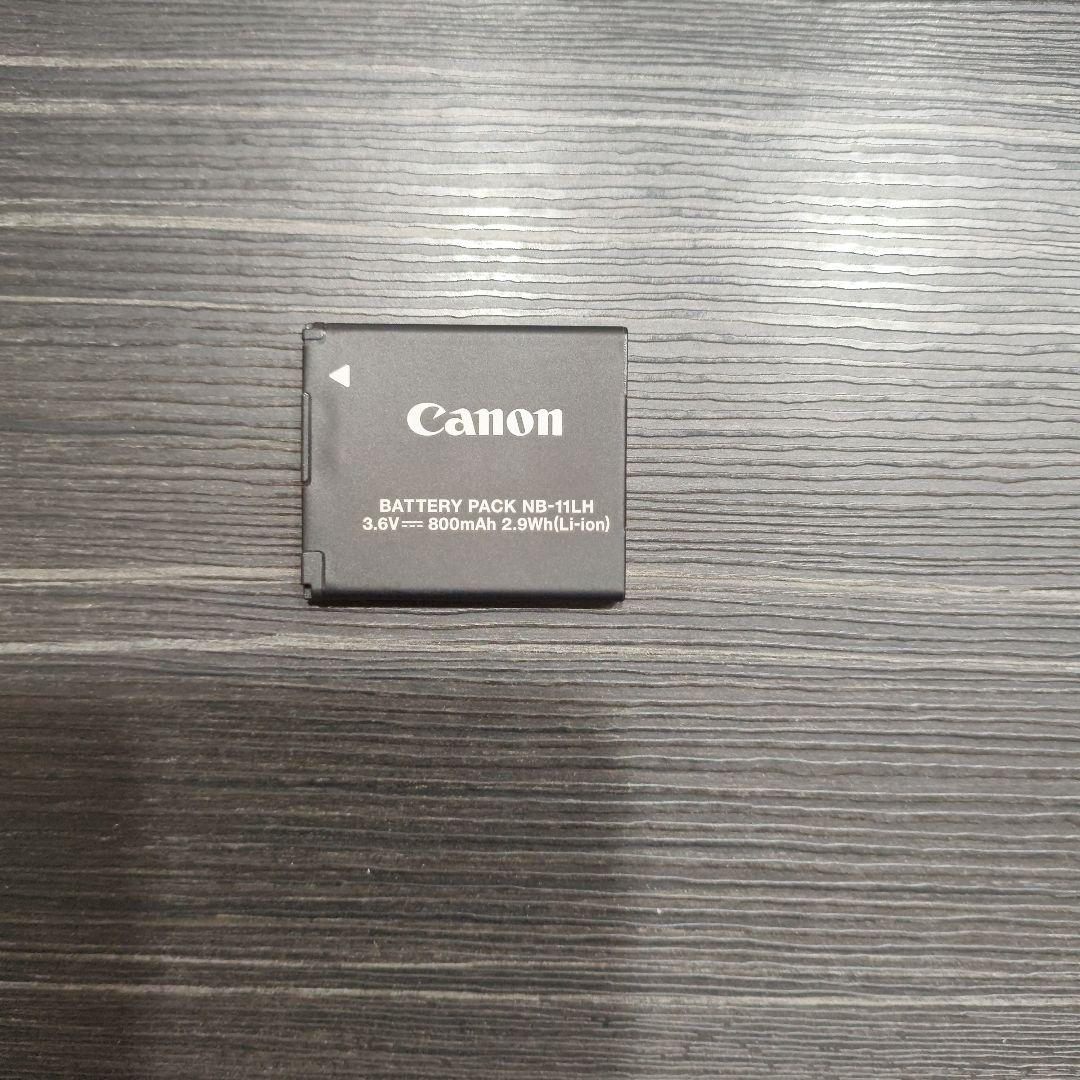 Canon
BATTERY PACK NB-11LH
3.6V⎓800mAh 2.9Wh(Li-ion)